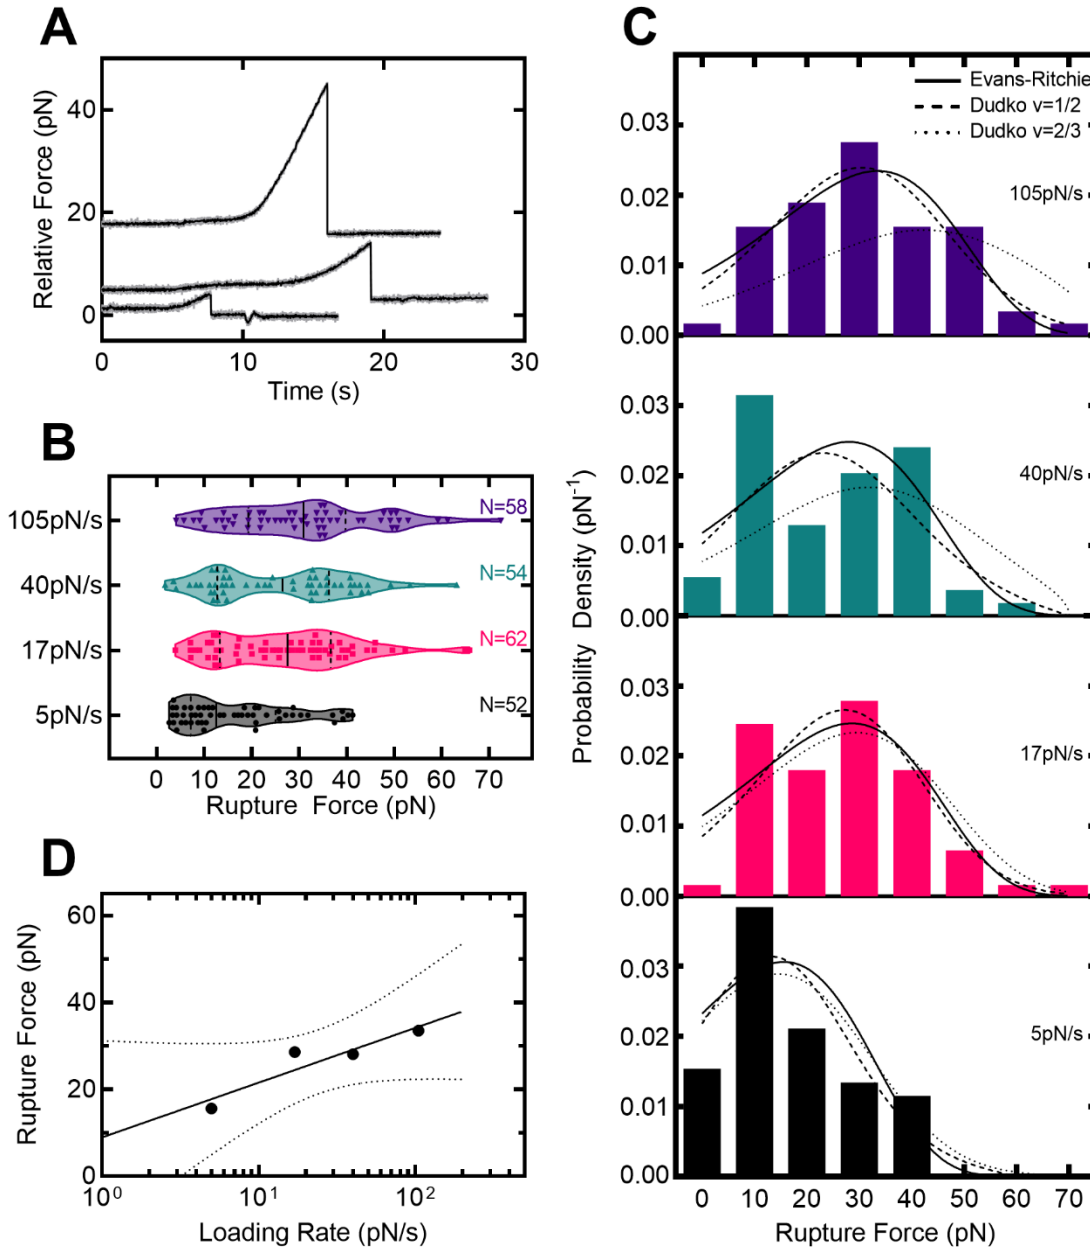 A
Relative Force (pN)
40
20
0
0 10 20 30
Time (s)
B
105pN/s
40pN/s
17pN/s
5pN/s
N=58
N=54
N=62
N=52
0 10 20 30 40 50 60 70
Rupture Force (pN)
D
Rupture Force (pN)
60
40
20
0
10⁰ 10¹ 10²
Loading Rate (pN/s)
C
Probability Density (pN⁻¹)
Evans-Ritchie
Dudko v=1/2
Dudko v=2/3
0.03
0.02
0.01
0.00
105pN/s
0.03
0.02
0.01
0.00
40pN/s
0.03
0.02
0.01
0.00
17pN/s
0.03
0.02
0.01
0.00
5pN/s
0 10 20 30 40 50 60 70
Rupture Force (pN)